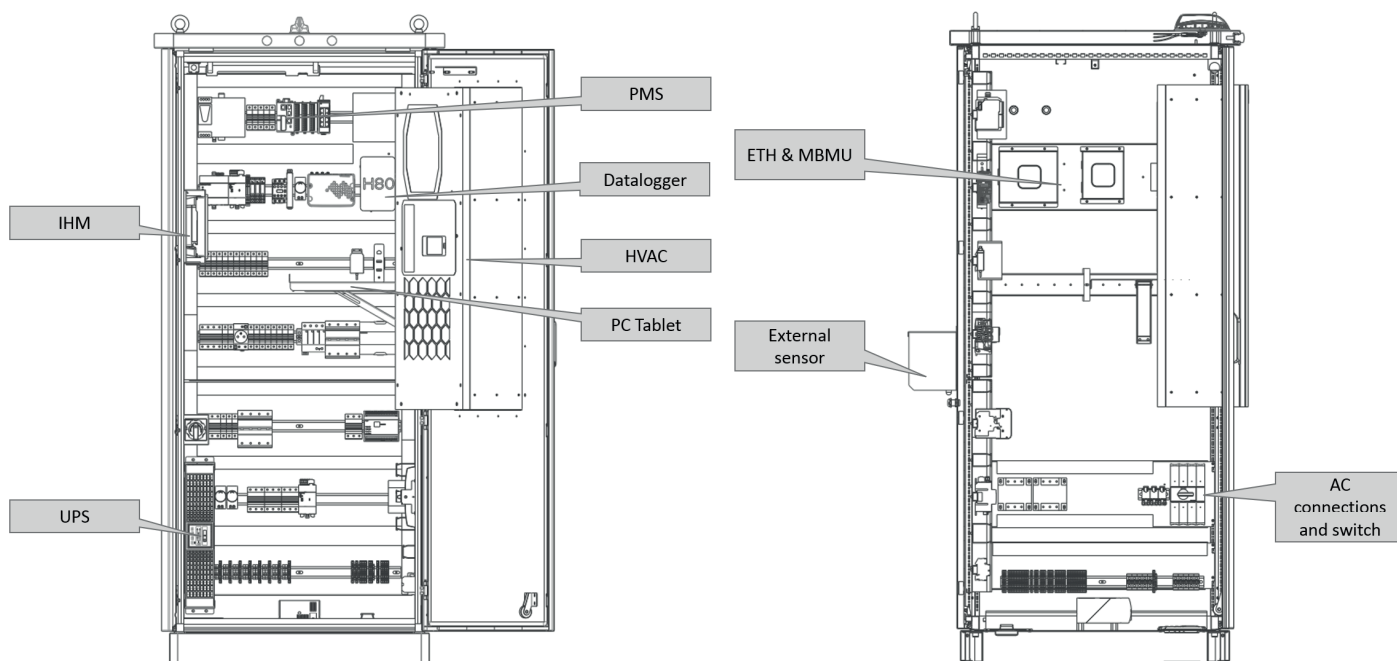 PMS
Datalogger
H80
IHM
HVAC
PC Tablet
UPS
ETH & MBMU
External
sensor
AC
connections
and switch